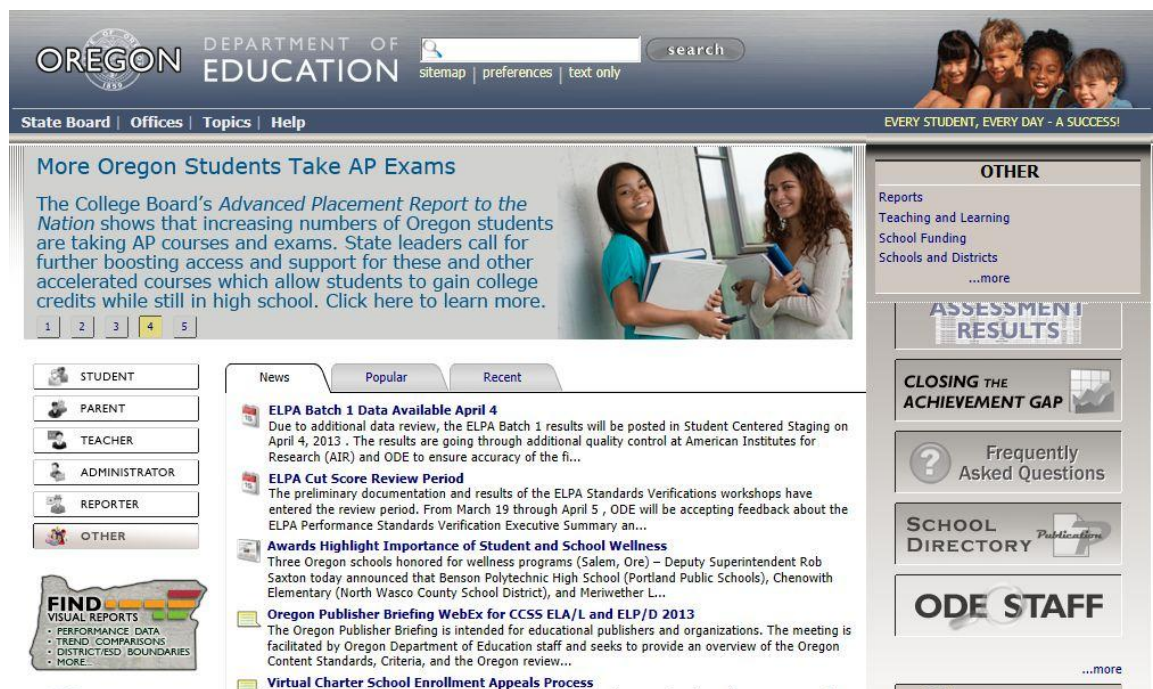 OREGON
1859
DEPARTMENT OF
EDUCATION
search
sitemap | preferences | text only
State Board | Offices | Topics | Help
EVERY STUDENT, EVERY DAY - A SUCCESS!
More Oregon Students Take AP Exams
The College Board's Advanced Placement Report to the
Nation shows that increasing numbers of Oregon students
are taking AP courses and exams. State leaders call for
further boosting access and support for these and other
accelerated courses which allow students to gain college
credits while still in high school. Click here to learn more.
1 2 3 4 5
OTHER
Reports
Teaching and Learning
School Funding
Schools and Districts
...more
ASSESSMENT
RESULTS
CLOSING THE
ACHIEVEMENT GAP
Frequently
Asked Questions
SCHOOL
DIRECTORY
Publication
ODE STAFF
...more
STUDENT
PARENT
TEACHER
ADMINISTRATOR
REPORTER
OTHER
FIND
VISUAL REPORTS
• PERFORMANCE DATA
• TREND COMPARISONS
• DISTRICT/ESD BOUNDARIES
• MORE...
News Popular Recent
ELPA Batch 1 Data Available April 4
Due to additional data review, the ELPA Batch 1 results will be posted in Student Centered Staging on
April 4, 2013 . The results are going through additional quality control at American Institutes for
Research (AIR) and ODE to ensure accuracy of the fi...
ELPA Cut Score Review Period
The preliminary documentation and results of the ELPA Standards Verifications workshops have
entered the review period. From March 19 through April 5 , ODE will be accepting feedback about the
ELPA Performance Standards Verification Executive Summary an...
Awards Highlight Importance of Student and School Wellness
Three Oregon schools honored for wellness programs (Salem, Ore) – Deputy Superintendent Rob
Saxton today announced that Benson Polytechnic High School (Portland Public Schools), Chenowith
Elementary (North Wasco County School District), and Meriwether L...
Oregon Publisher Briefing WebEx for CCSS ELA/L and ELP/D 2013
The Oregon Publisher Briefing is intended for educational publishers and organizations. The meeting is
facilitated by Oregon Department of Education staff and seeks to provide an overview of the Oregon
Content Standards, Criteria, and the Oregon review...
Virtual Charter School Enrollment Appeals Process